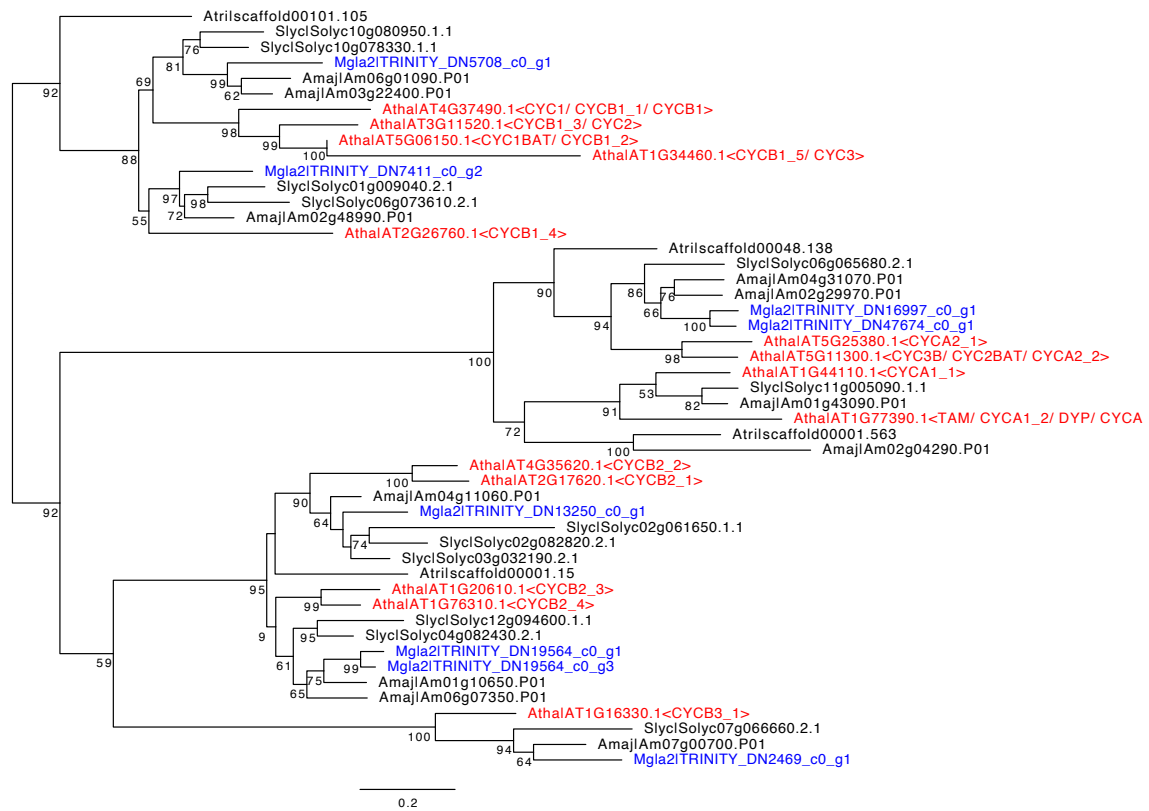 Atri|scaffold00101.105
Slyc|Solyc10g080950.1.1
76
Slyc|Solyc10g078330.1.1
81
Mgla2|TRINITY_DN5708_c0_g1
69
99
Amaj|Am06g01090.P01
92
62
Amaj|Am03g22400.P01
Athal|AT4G37490.1<CYC1/ CYCB1_1/ CYCB1>
98
Athal|AT3G11520.1<CYCB1_3/ CYC2>
99
Athal|AT5G06150.1<CYC1BAT/ CYCB1_2>
88
100
Athal|AT1G34460.1<CYCB1_5/ CYC3>
Mgla2|TRINITY_DN7411_c0_g2
97
Slyc|Solyc01g009040.2.1
98
Slyc|Solyc06g073610.2.1
55
72
Amaj|Am02g48990.P01
Athal|AT2G26760.1<CYCB1_4>
Atri|scaffold00048.138
Slyc|Solyc06g065680.2.1
90
86
Amaj|Am04g31070.P01
76
Amaj|Am02g29970.P01
66
Mgla2|TRINITY_DN16997_c0_g1
94
100
Mgla2|TRINITY_DN47674_c0_g1
Athal|AT5G25380.1<CYCA2_1>
100
98
Athal|AT5G11300.1<CYC3B/ CYC2BAT/ CYCA2_2>
Athal|AT1G44110.1<CYCA1_1>
53
Slyc|Solyc11g005090.1.1
91
82
Amaj|Am01g43090.P01
72
Athal|AT1G77390.1<TAM/ CYCA1_2/ DYP/ CYCA
Atri|scaffold00001.563
100
Amaj|Am02g04290.P01
Athal|AT4G35620.1<CYCB2_2>
100
Athal|AT2G17620.1<CYCB2_1>
90
Amaj|Am04g11060.P01
92
64
Mgla2|TRINITY_DN13250_c0_g1
Slyc|Solyc02g061650.1.1
74
Slyc|Solyc02g082820.2.1
Slyc|Solyc03g032190.2.1
Atri|scaffold00001.15
95
Athal|AT1G20610.1<CYCB2_3>
99
Athal|AT1G76310.1<CYCB2_4>
9
Slyc|Solyc12g094600.1.1
95
Slyc|Solyc04g082430.2.1
59
61
Mgla2|TRINITY_DN19564_c0_g1
99
Mgla2|TRINITY_DN19564_c0_g3
75
Amaj|Am01g10650.P01
65
Amaj|Am06g07350.P01
Athal|AT1G16330.1<CYCB3_1>
100
Slyc|Solyc07g066660.2.1
94
Amaj|Am07g00700.P01
64
Mgla2|TRINITY_DN2469_c0_g1
0.2